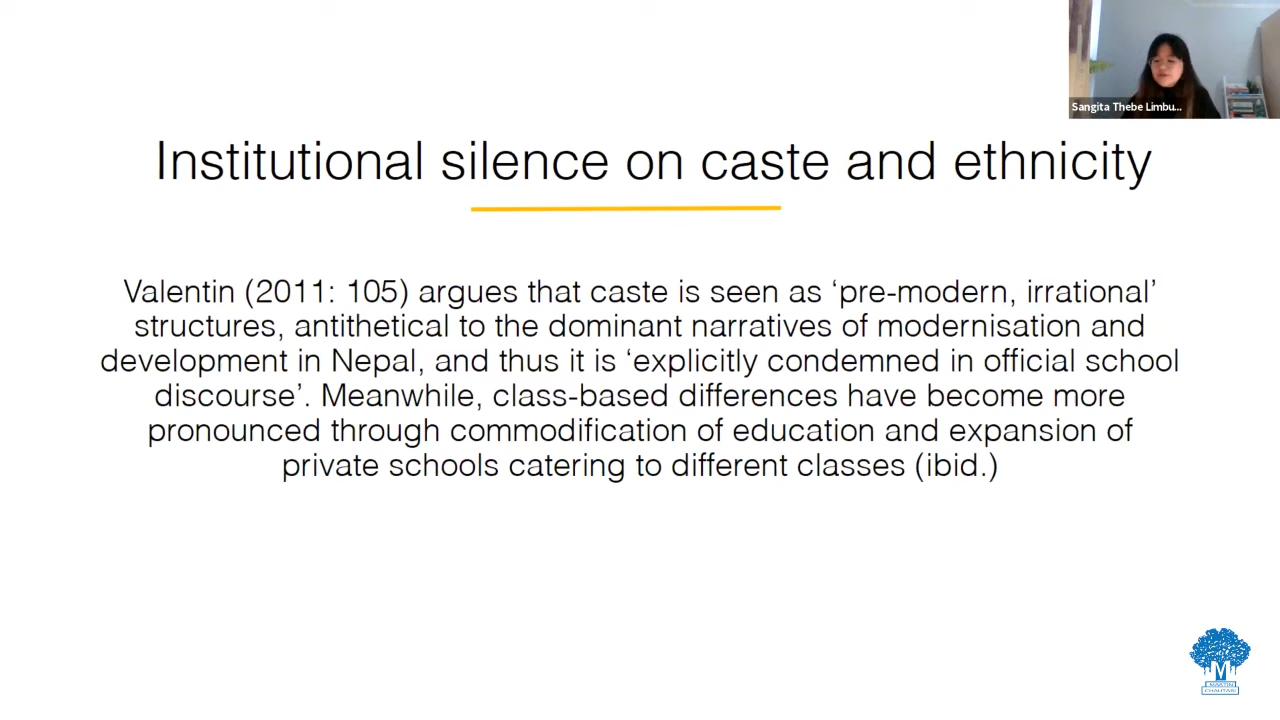 Sangita Thebe Limbu...
Institutional silence on caste and ethnicity
Valentin (2011: 105) argues that caste is seen as ‘pre-modern, irrational’
structures, antithetical to the dominant narratives of modernisation and
development in Nepal, and thus it is ‘explicitly condemned in official school
discourse’. Meanwhile, class-based differences have become more
pronounced through commodification of education and expansion of
private schools catering to different classes (ibid.)
M
MARTIN
CHAUTARI